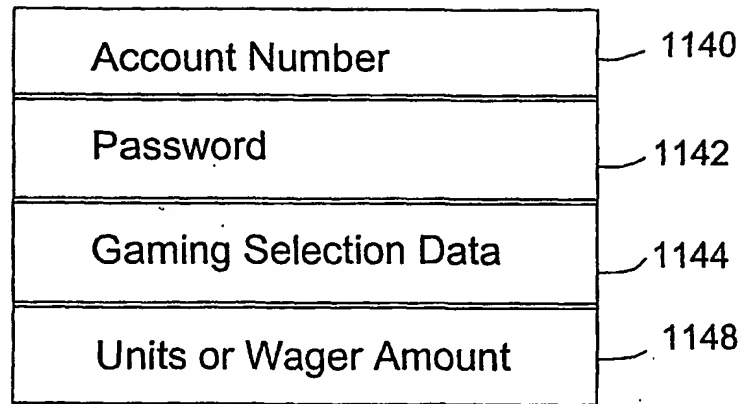 Account Number 1140
Password 1142
Gaming Selection Data 1144
Units or Wager Amount 1148